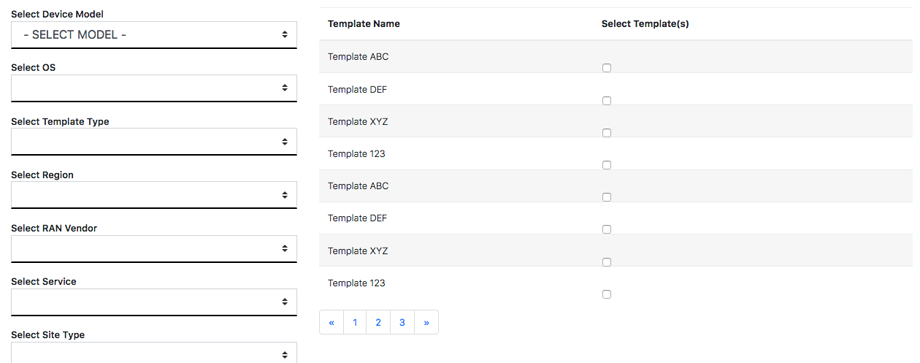 Select Device Model
- SELECT MODEL -
Select OS
Select Template Type
Select Region
Select RAN Vendor
Select Service
Select Site Type
Template Name Select Template(s)
Template ABC
Template DEF
Template XYZ
Template 123
Template ABC
Template DEF
Template XYZ
Template 123
« 1 2 3 »